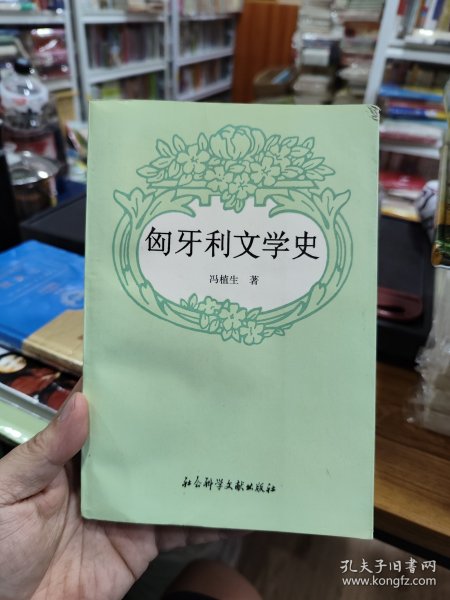 匈牙利文学史
冯植生 著
社会科学文献出版社
孔夫子旧书网
www.kongfz.com